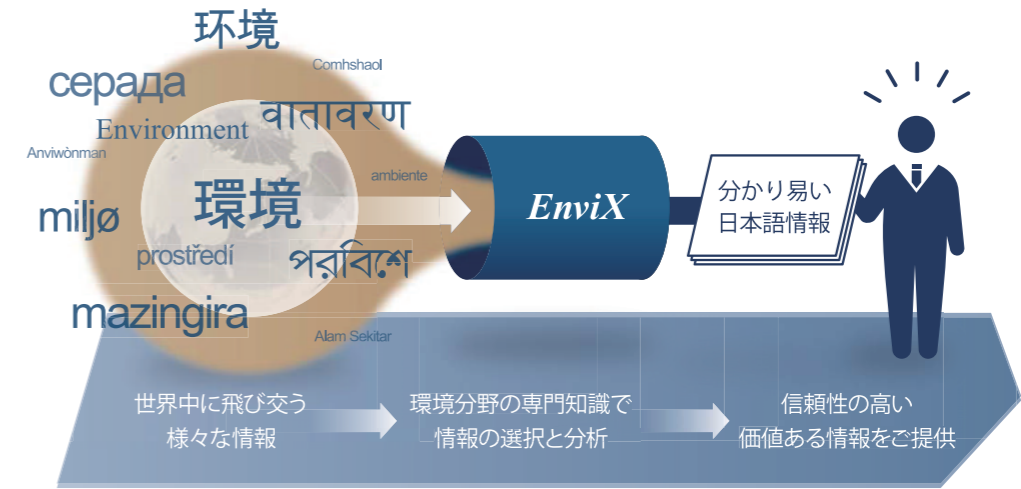 环境
Comhshaol
серада
वातावरण
Environment
Anviwònman
ambiente
環境
EnviX
分かり易い
日本語情報
miljø
prostředí
পরিবেশ
mazingira
Alam Sekitar
世界中に飛び交う
様々な情報
環境分野の専門知識で
情報の選択と分析
信頼性の高い
価値ある情報をご提供